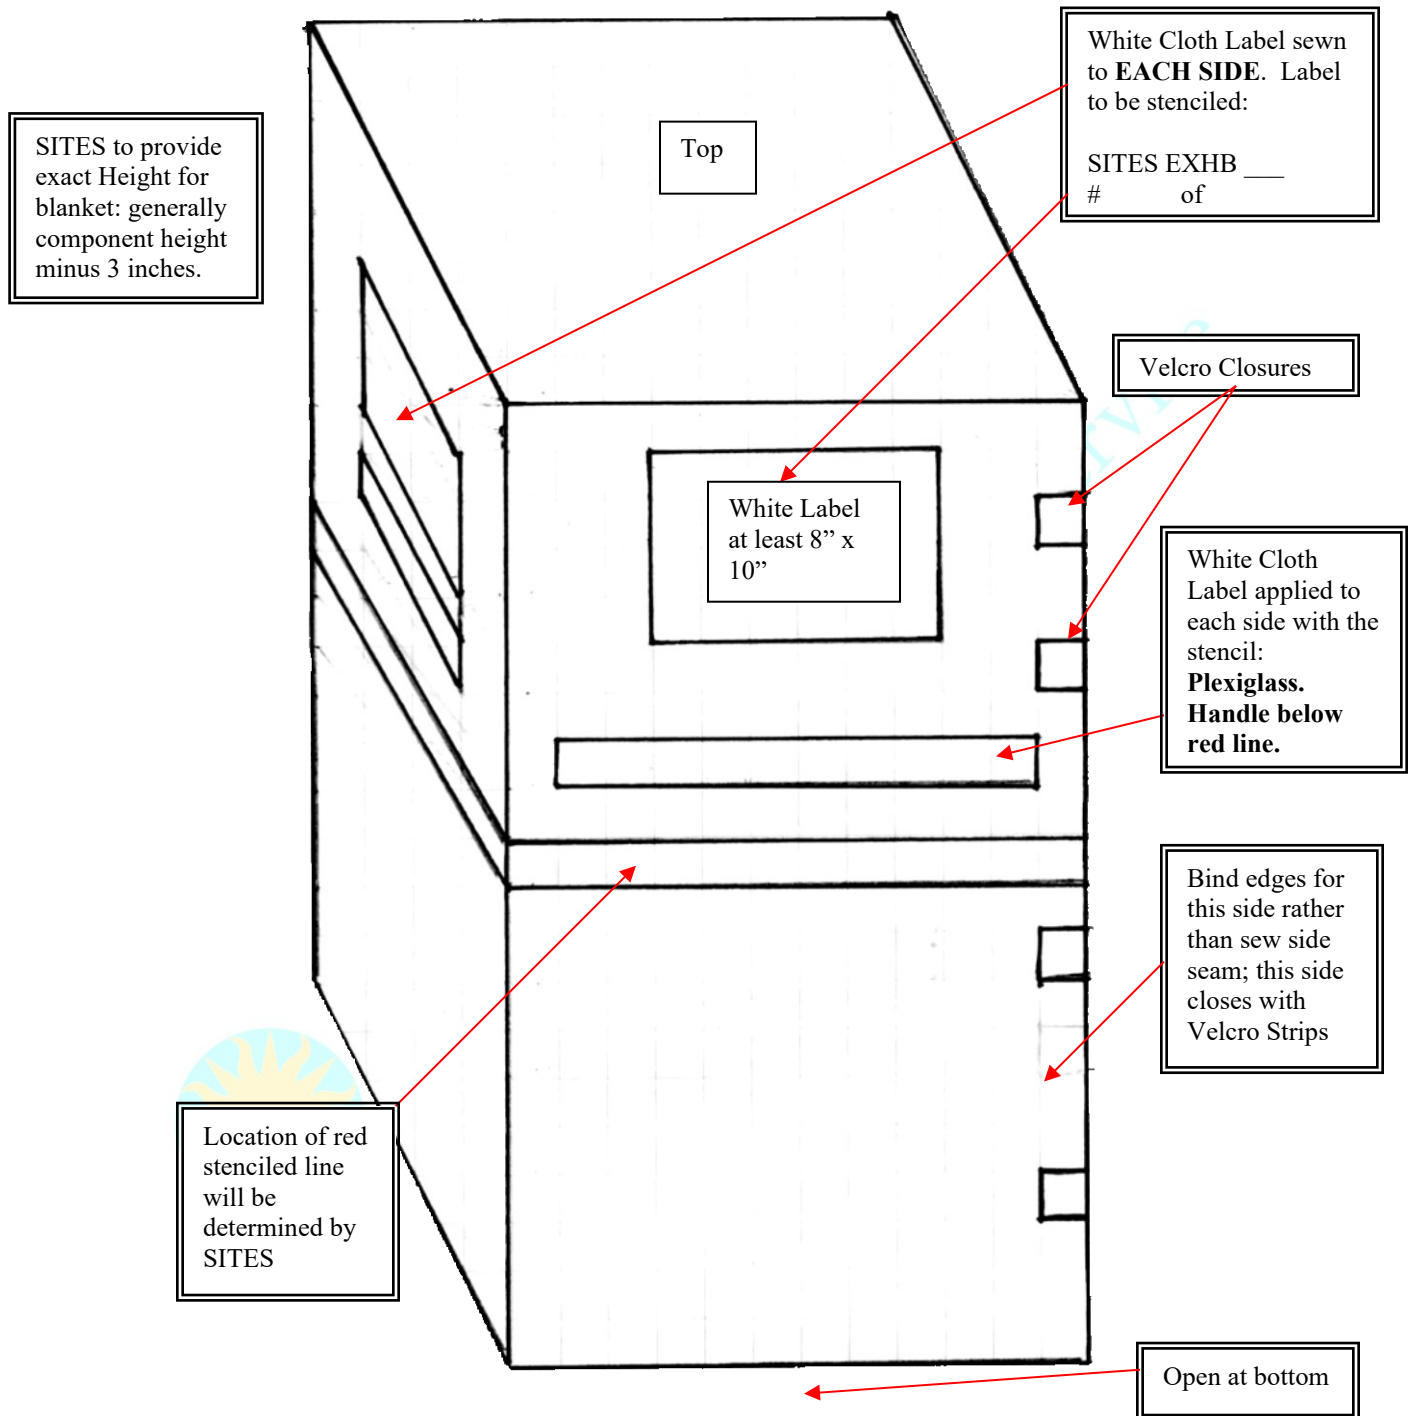 White Cloth Label sewn
to EACH SIDE. Label
to be stenciled:
SITES EXHB ___
# of
Top
SITES to provide
exact Height for
blanket: generally
component height
minus 3 inches.
Velcro Closures
White Label
at least 8” x
10”
White Cloth
Label applied to
each side with the
stencil:
Plexiglass.
Handle below
red line.
Bind edges for
this side rather
than sew side
seam; this side
closes with
Velcro Strips
Location of red
stenciled line
will be
determined by
SITES
Open at bottom